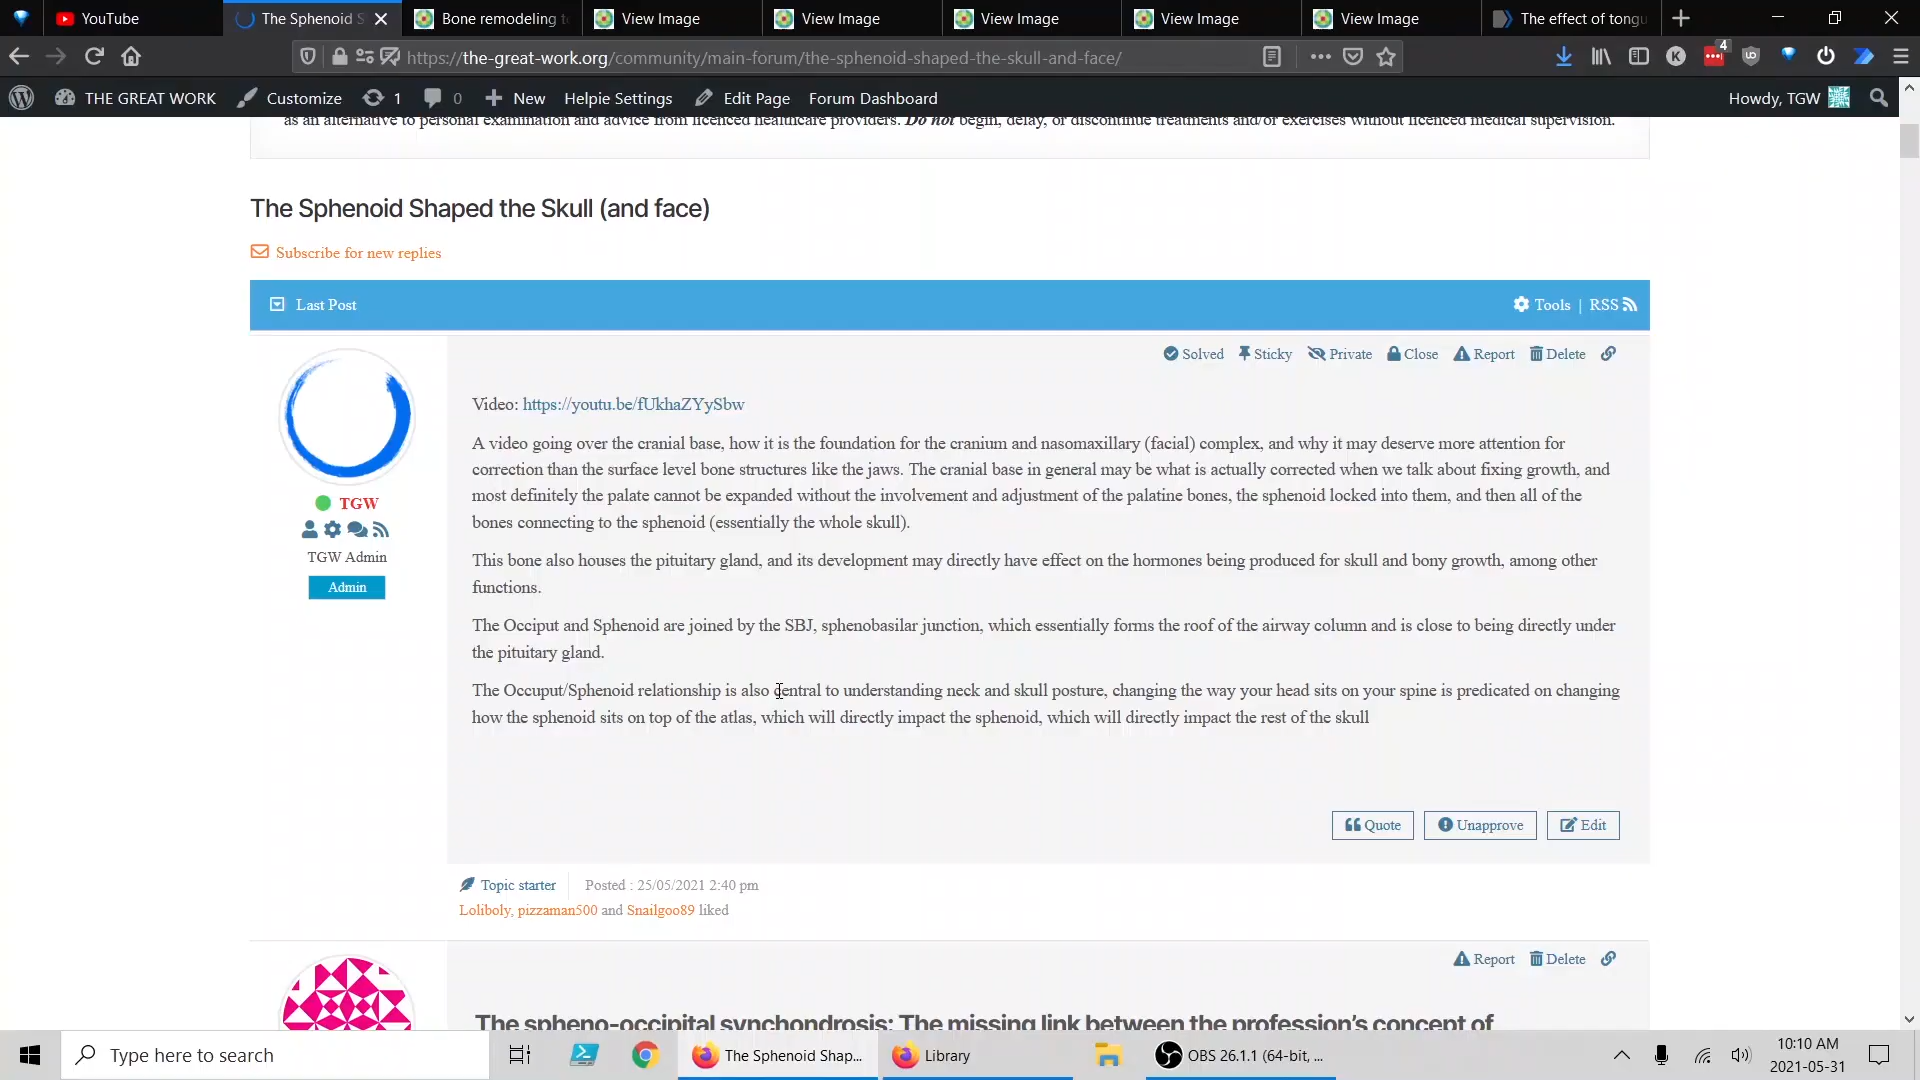 YouTube
The Sphenoid S
Bone remodeling t
View Image
View Image
View Image
View Image
View Image
The effect of tongu
https://the-great-work.org/community/main-forum/the-sphenoid-shaped-the-skull-and-face/
K
4
THE GREAT WORK
Customize
1
0
New
Helpie Settings
Edit Page
Forum Dashboard
Howdy, TGW
as an alternative to personal examination and advice from licenced healthcare providers. Do not begin, delay, or discontinue treatments and/or exercises without licenced medical supervision.
The Sphenoid Shaped the Skull (and face)
Subscribe for new replies
Last Post
Tools | RSS
Solved Sticky Private Close Report Delete
Video: https://youtu.be/fUkhaZYySbw
A video going over the cranial base, how it is the foundation for the cranium and nasomaxillary (facial) complex, and why it may deserve more attention for
correction than the surface level bone structures like the jaws. The cranial base in general may be what is actually corrected when we talk about fixing growth, and
most definitely the palate cannot be expanded without the involvement and adjustment of the palatine bones, the sphenoid locked into them, and then all of the
bones connecting to the sphenoid (essentially the whole skull).
TGW
TGW Admin
Admin
This bone also houses the pituitary gland, and its development may directly have effect on the hormones being produced for skull and bony growth, among other
functions.
The Occiput and Sphenoid are joined by the SBJ, sphenobasilar junction, which essentially forms the roof of the airway column and is close to being directly under
the pituitary gland.
The Occuput/Sphenoid relationship is also central to understanding neck and skull posture, changing the way your head sits on your spine is predicated on changing
how the sphenoid sits on top of the atlas, which will directly impact the sphenoid, which will directly impact the rest of the skull
Quote
Unapprove
Edit
Topic starter
Posted : 25/05/2021 2:40 pm
Loliboly, pizzaman500 and Snailgoo89 liked
Report Delete
The spheno-occipital synchondrosis: The missing link between the profession's concept of
Type here to search
The Sphenoid Shap...
Library
OBS 26.1.1 (64-bit, ...
10:10 AM
2021-05-31